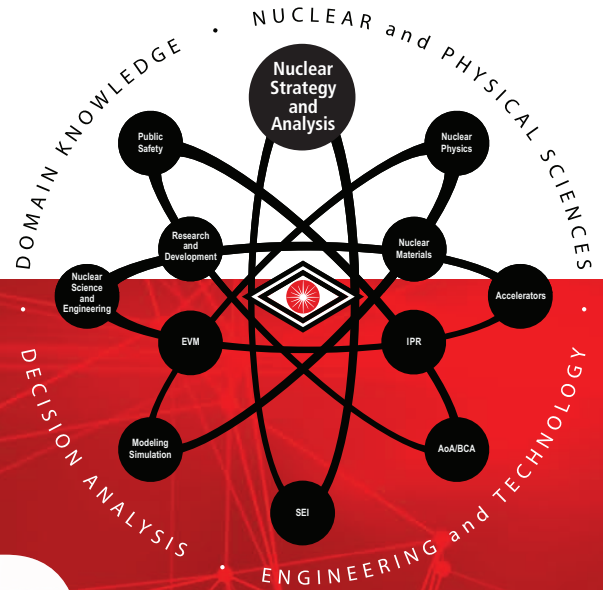 DOMAIN KNOWLEDGE
·
NUCLEAR and PHYSICAL SCIENCES
·
Nuclear
Strategy
and
Analysis
Public
Safety
Nuclear
Physics
Research
and
Development
Nuclear
Materials
Nuclear
Science
and
Engineering
Accelerators
EVM
IPR
Modeling
Simulation
AoA/BCA
SEI
·
DECISION ANALYSIS
·
ENGINEERING and TECHNOLOGY